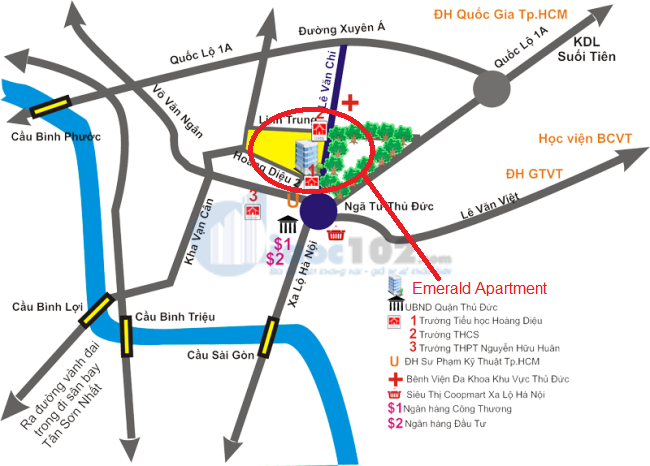 ĐH Quốc Gia Tp.HCM
Đường Xuyên Á
Quốc Lộ 1A
Quốc Lộ 1A
KDL
Suối Tiên
Lê Văn Chí
Võ Văn Ngân
2
Linh Trung
Cầu Bình Phước
Học viện BCVT
Hoàng Diệu 2
1
ĐH GTVT
3
U
Ngã Tư Thủ Đức
Lê Văn Việt
Kha Vạn Cân
$1
$2
Xa Lộ Hà Nội
Emerald Apartment
Cầu Bình Lợi
Cầu Bình Triệu
Cầu Sài Gòn
Ra đường vành đai
trong đi sân bay
Tân Sơn Nhất
UBND Quận Thủ Đức
1 Trường Tiểu học Hoàng Diệu
2 Trường THCS
3 Trường THPT Nguyễn Hữu Huân
U ĐH Sư Phạm Kỹ Thuật Tp.HCM
Bênh Viện Đa Khoa Khu Vực Thủ Đức
Siêu Thị Coopmart Xa Lộ Hà Nội
$1 Ngân hàng Công Thương
$2 Ngân hàng Đầu Tư